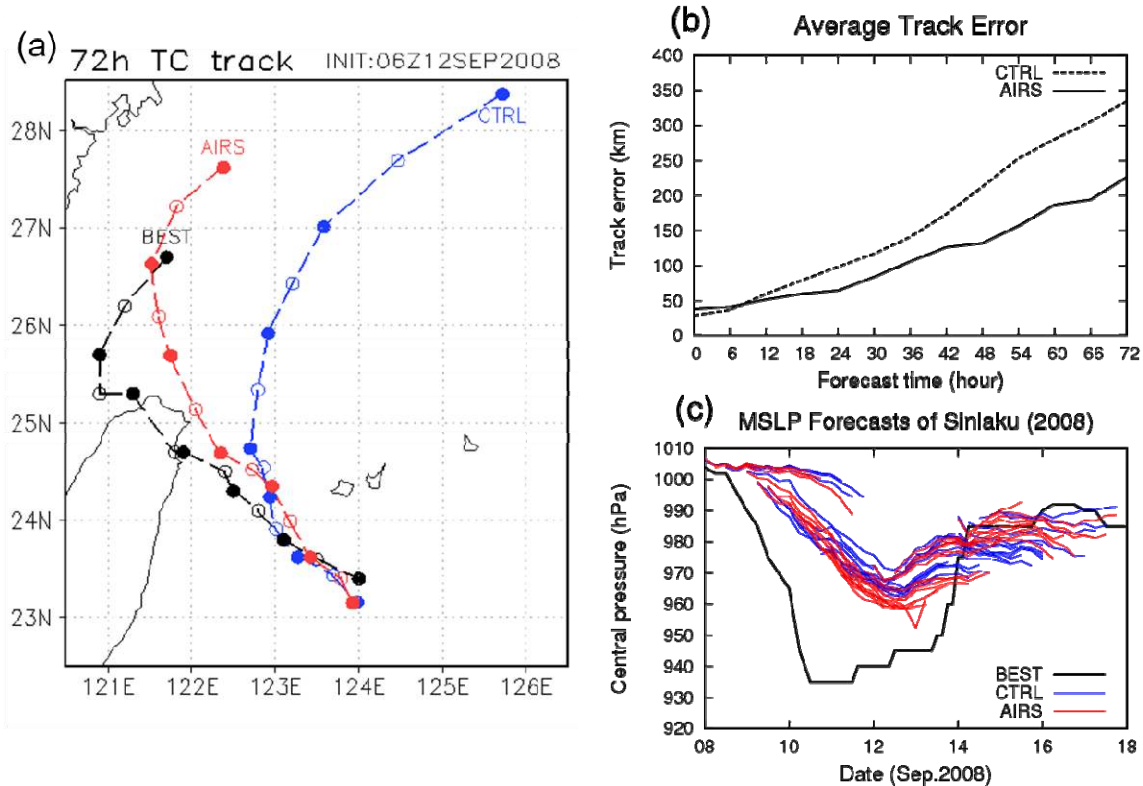 (a)
72h TC track INIT:06Z12SEP2008
28N
27N
26N
25N
24N
23N
121E 122E 123E 124E 125E 126E
CTRL
AIRS
BEST
(b) Average Track Error
Track error (km)
400
350
300
250
200
150
100
50
0
CTRL
AIRS
0 6 12 18 24 30 36 42 48 54 60 66 72
Forecast time (hour)
(c) MSLP Forecasts of Sinlaku (2008)
Central pressure (hPa)
1010
1000
990
980
970
960
950
940
930
920
BEST
CTRL
AIRS
08 10 12 14 16 18
Date (Sep.2008)